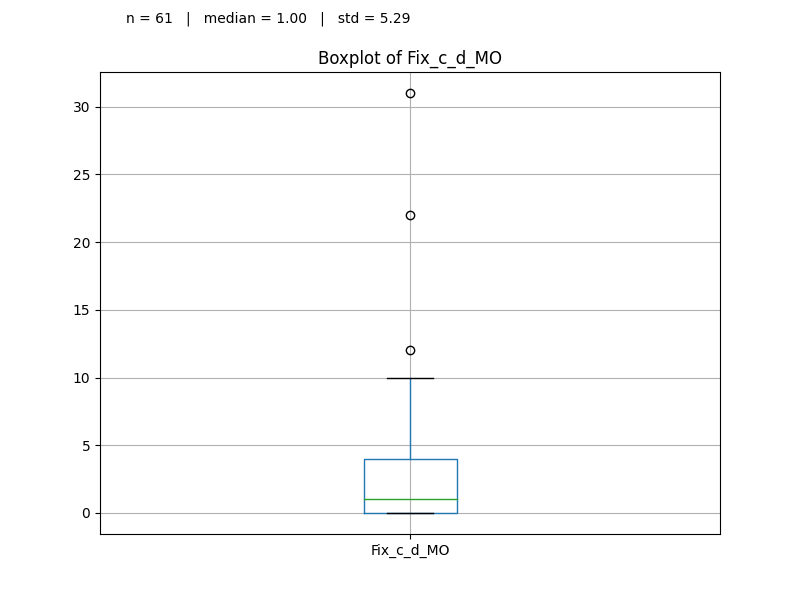 n = 61   |   median = 1.00   |   std = 5.29
Boxplot of Fix_c_d_MO
30
25
20
15
10
5
0
Fix_c_d_MO